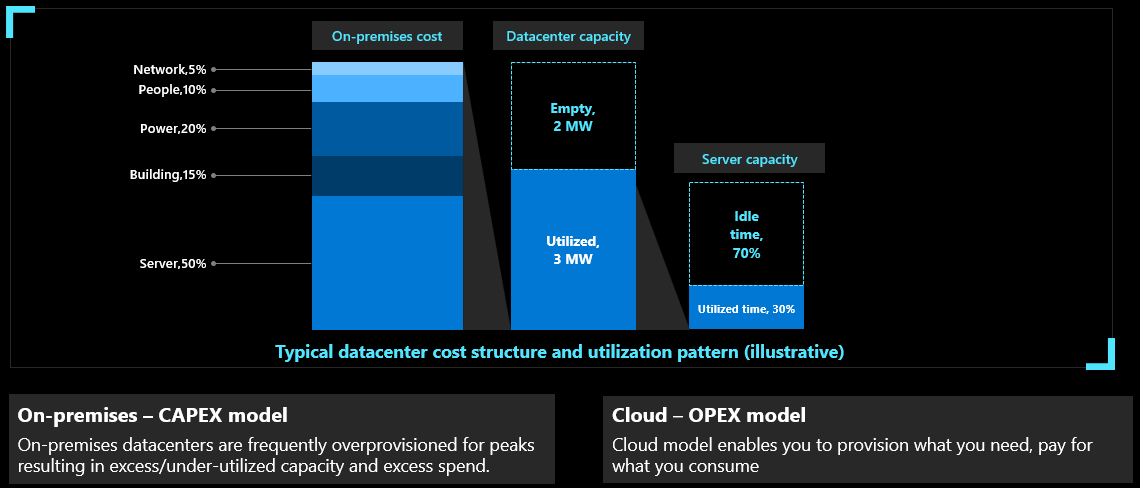 On-premises cost
Datacenter capacity
Network,5%
People,10%
Power,20%
Building,15%
Server,50%
Empty,
2 MW
Utilized,
3 MW
Server capacity
Idle
time,
70%
Utilized time, 30%
Typical datacenter cost structure and utilization pattern (illustrative)
On-premises – CAPEX model
On-premises datacenters are frequently overprovisioned for peaks
resulting in excess/under-utilized capacity and excess spend.
Cloud – OPEX model
Cloud model enables you to provision what you need, pay for
what you consume